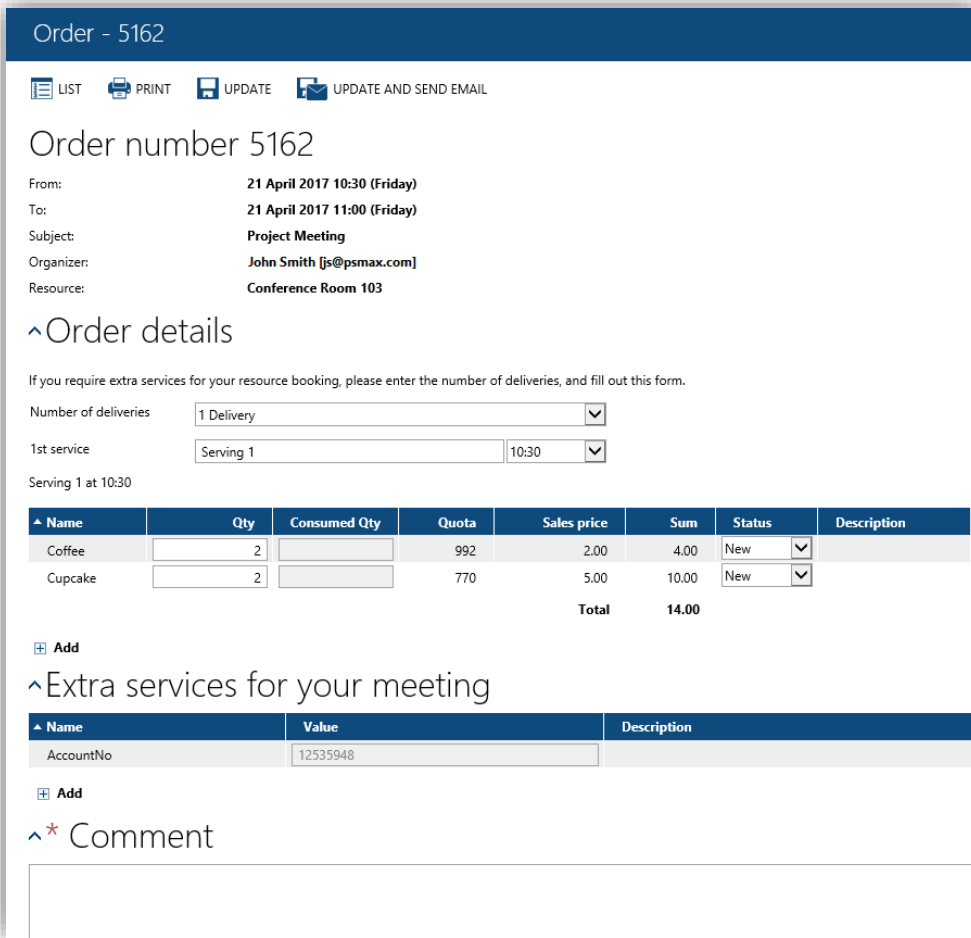 Order - 5162
LIST PRINT UPDATE UPDATE AND SEND EMAIL
Order number 5162
From: 21 April 2017 10:30 (Friday)
To: 21 April 2017 11:00 (Friday)
Subject: Project Meeting
Organizer: John Smith [js@psmax.com]
Resource: Conference Room 103
Order details
If you require extra services for your resource booking, please enter the number of deliveries, and fill out this form.
Number of deliveries 1 Delivery
1st service Serving 1 10:30
Serving 1 at 10:30
Name Qty Consumed Qty Quota Sales price Sum Status Description
Coffee 2 992 2.00 4.00 New
Cupcake 2 770 5.00 10.00 New
Total 14.00
Add
Extra services for your meeting
Name Value Description
AccountNo 12535948
Add
* Comment